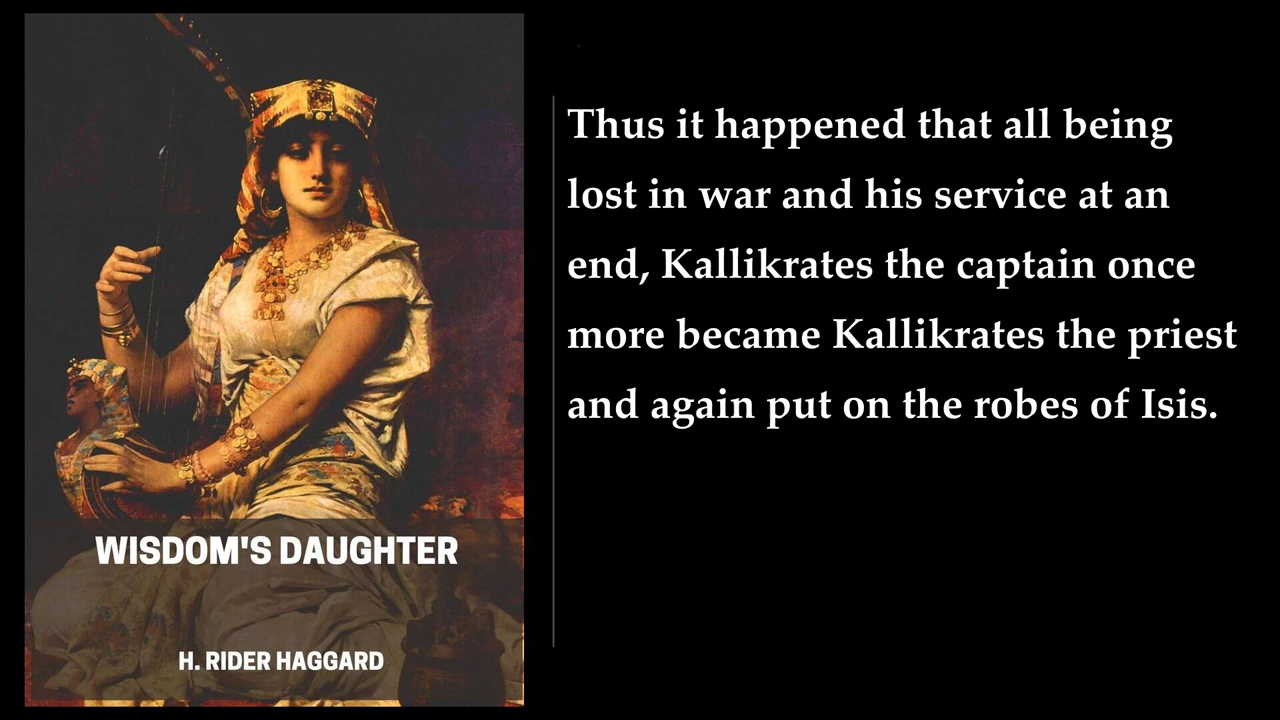 WISDOM'S DAUGHTER
H. RIDER HAGGARD
Thus it happened that all being
lost in war and his service at an
end, Kallikrates the captain once
more became Kallikrates the priest
and again put on the robes of Isis.